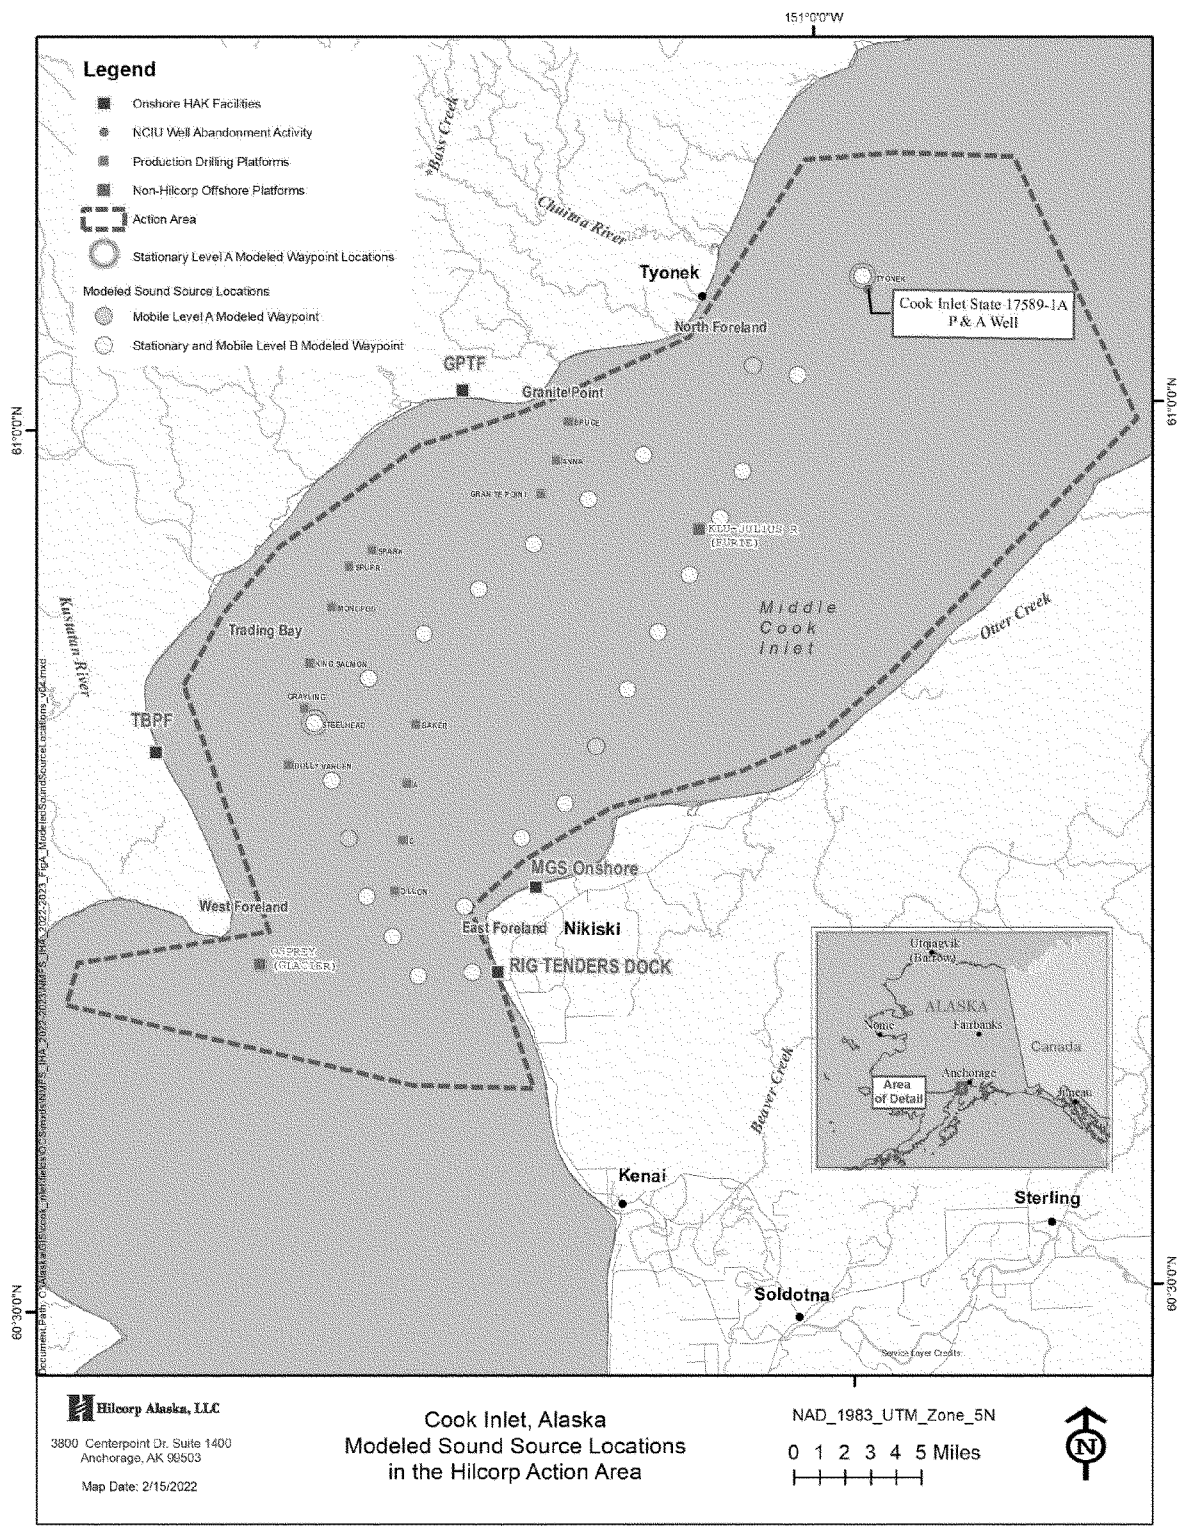 151°0'0"W
Legend
Onshore HAK Facilities
NCIU Well Abandonment Activity
Production Drilling Platforms
Non-Hilcorp Offshore Platforms
Action Area
Stationary Level A Modeled Waypoint Locations
Modeled Sound Source Locations
Mobile Level A Modeled Waypoint
Stationary and Mobile Level B Modeled Waypoint
Bass Creek
Chuitna River
Tyonek
North Foreland
TYONEK
Cook Inlet State 17589-1A
P & A Well
GPTF
Granite Point
61°0'0"N
61°0'0"N
BRUCE
ANNA
GRANITE POINT
KLU-JULIUS R
(FURIE)
SPARK
SPURR
MONOPOD
Middle
Cook
Inlet
Otter Creek
Kustatan River
Trading Bay
KING SALMON
GRAYLING
STEELHEAD
BAKER
TBPF
DOLLY VARDEN
A
C
DILLON
MGS Onshore
West Foreland
East Foreland
Nikiski
OSPREY
(GLACIER)
RIG TENDERS DOCK
Utqiagvik
(Barrow)
ALASKA
Nome
Fairbanks
Canada
Anchorage
Area
of Detail
Juneau
Beaver Creek
Kenai
Sterling
Soldotna
60°30'0"N
60°30'0"N
Service Layer Credits:
Hilcorp Alaska, LLC
3800 Centerpoint Dr. Suite 1400
Anchorage, AK 99503
Map Date: 2/15/2022
Cook Inlet, Alaska
Modeled Sound Source Locations
in the Hilcorp Action Area
NAD_1983_UTM_Zone_5N
0 1 2 3 4 5 Miles
N